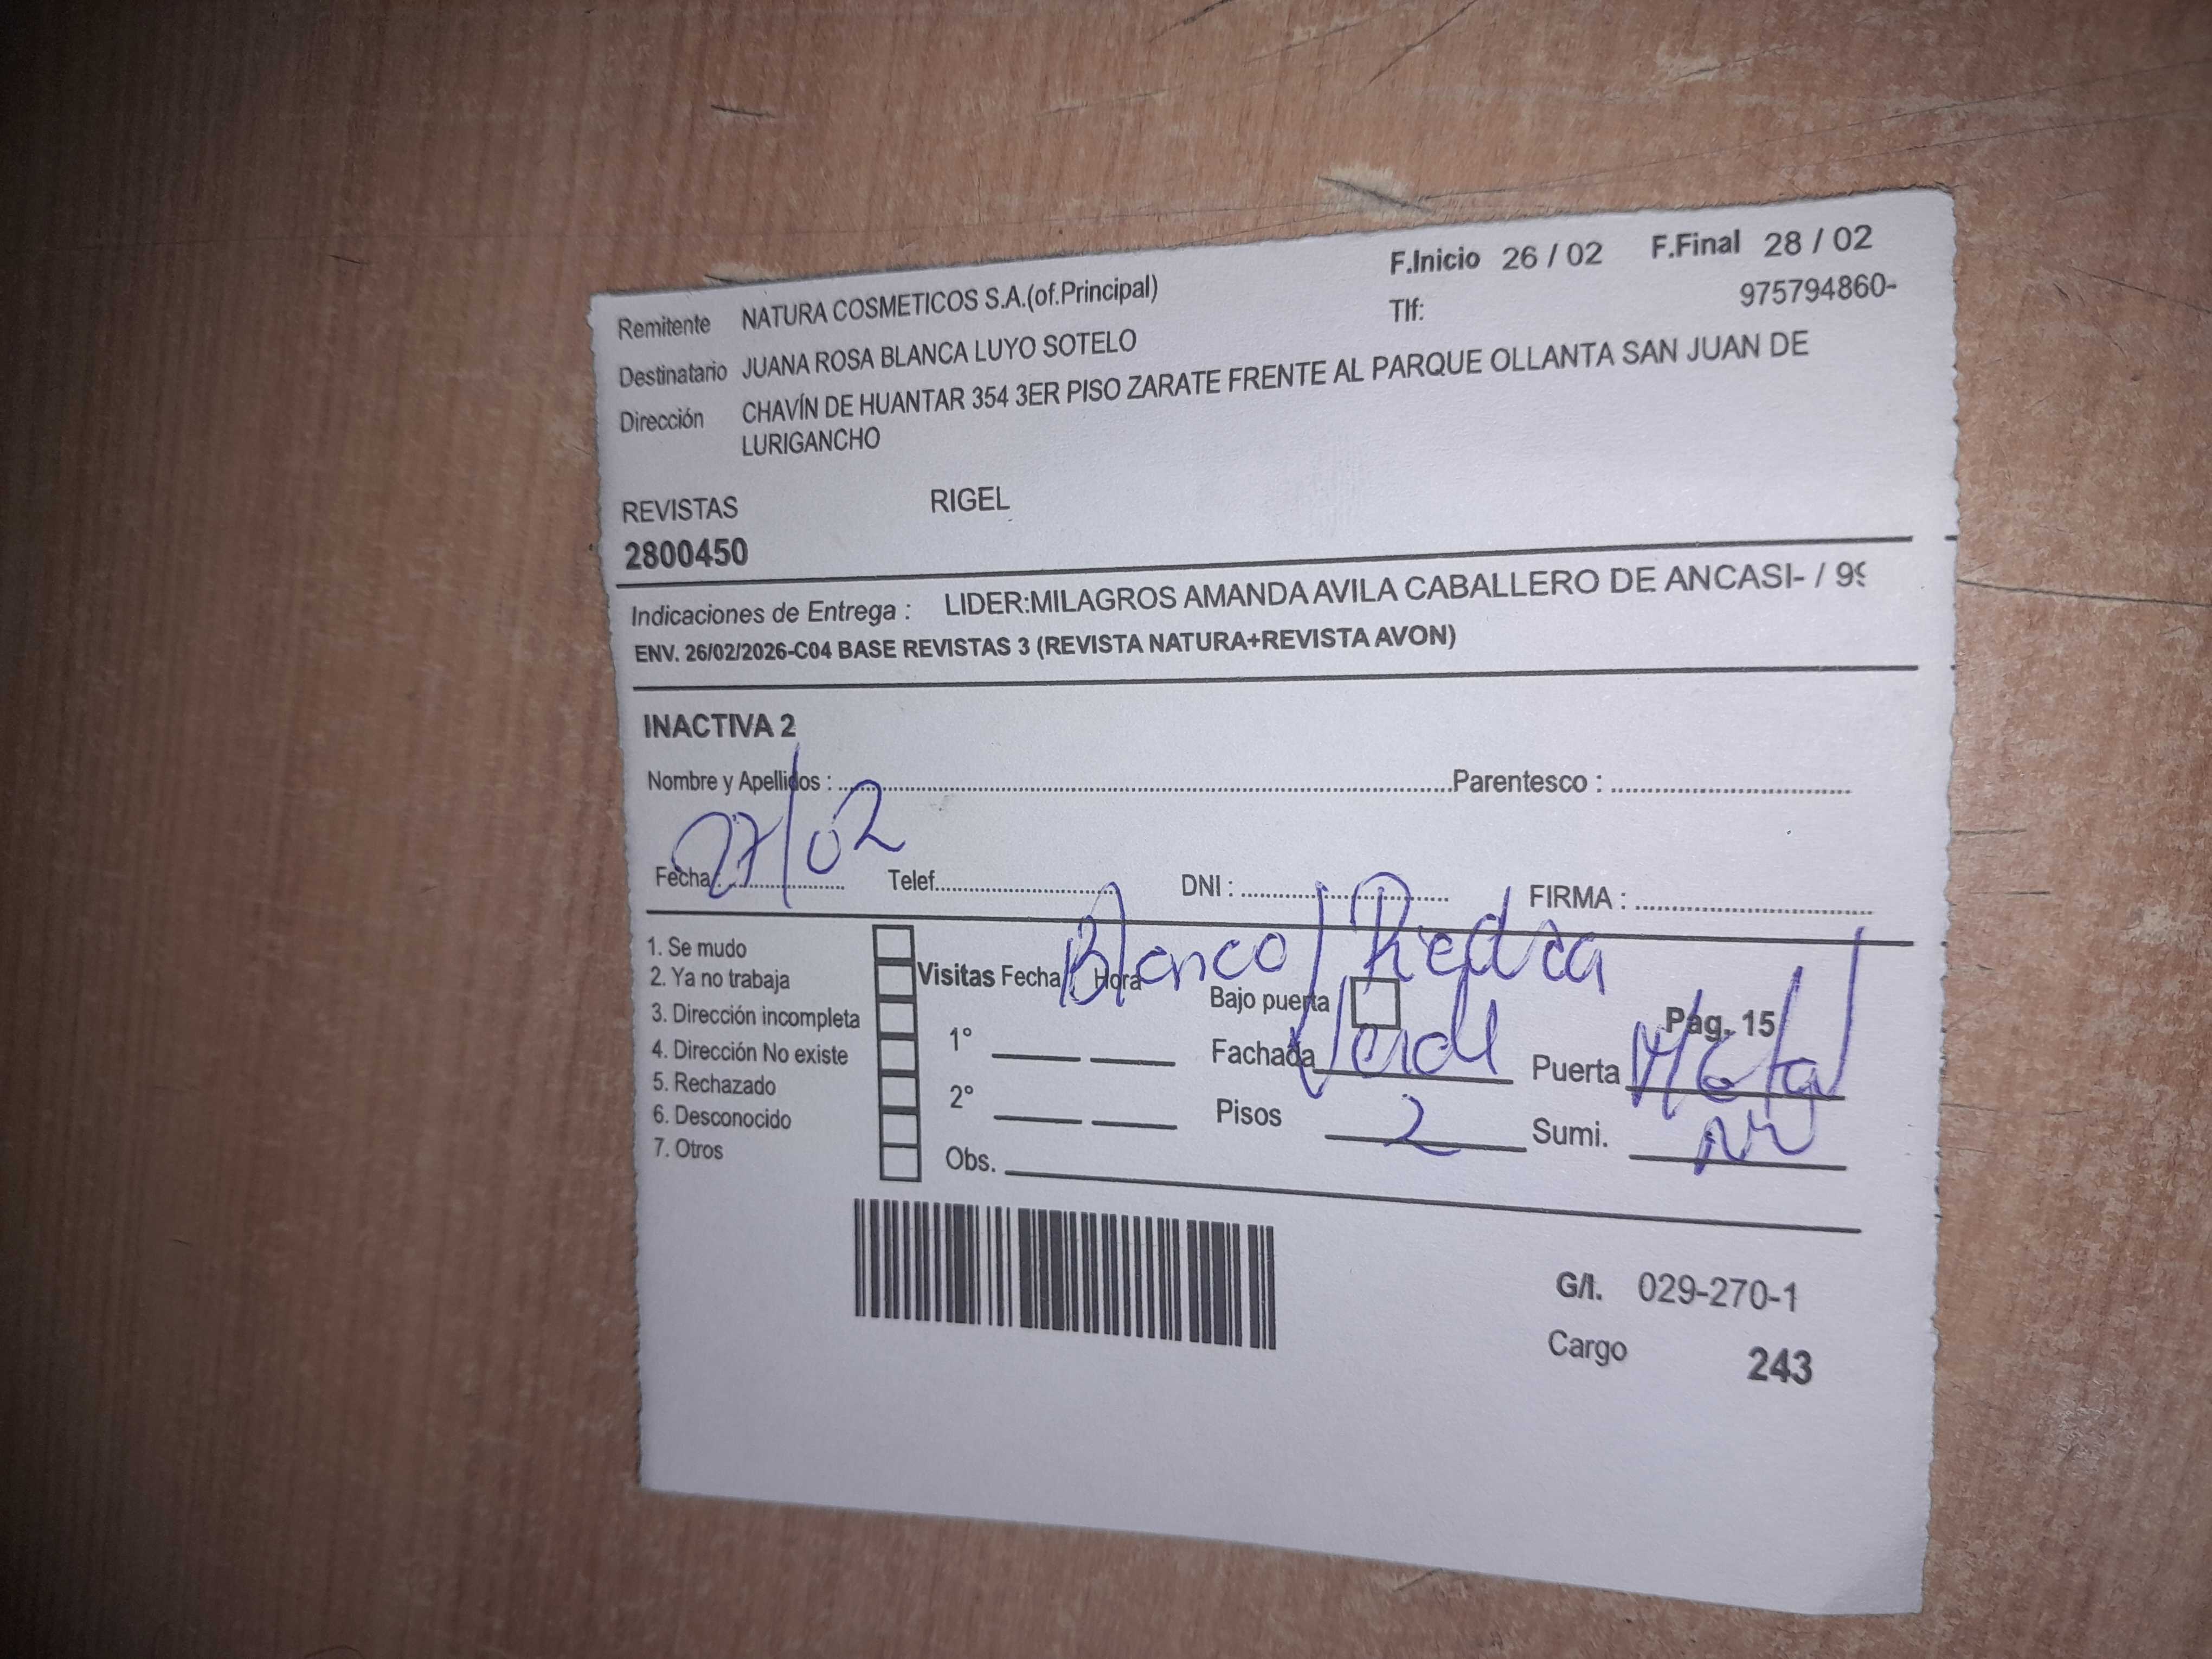 F.Inicio 26 / 02 F.Final 28 / 02
Remitente NATURA COSMETICOS S.A.(of.Principal) Tlf: 975794860-
Destinatario JUANA ROSA BLANCA LUYO SOTELO
Dirección CHAVÍN DE HUANTAR 354 3ER PISO ZARATE FRENTE AL PARQUE OLLANTA SAN JUAN DE
LURIGANCHO
REVISTAS RIGEL
2800450
Indicaciones de Entrega : LIDER:MILAGROS AMANDA AVILA CABALLERO DE ANCASI- / 99
ENV. 26/02/2026-C04 BASE REVISTAS 3 (REVISTA NATURA+REVISTA AVON)
INACTIVA 2
Nombre y Apellidos : Parentesco :
27/02
Fecha: Telef. DNI : FIRMA :
1. Se mudo
2. Ya no trabaja
3. Dirección incompleta
4. Dirección No existe
5. Rechazado
6. Desconocido
7. Otros
Blanco/Piedra
Visitas Fecha Hora Bajo puerta Pág. 15
1° Fachada Verde Puerta Metal
2° Pisos 2 Sumi.
Obs.
G/I. 029-270-1
Cargo 243